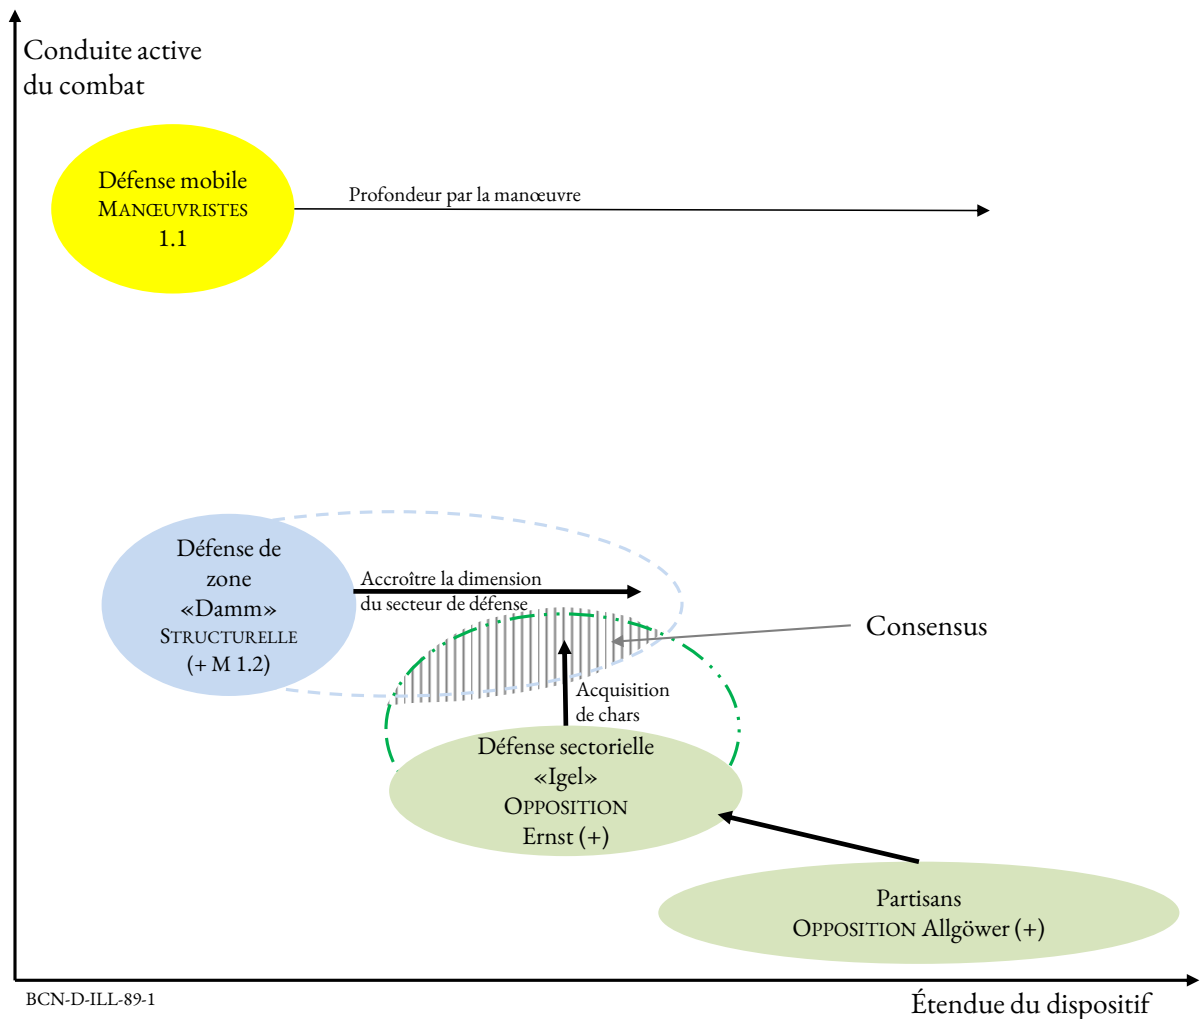 Conduite active
du combat
Défense mobile
MANŒUVRISTES
1.1
Profondeur par la manœuvre
Défense de
zone
«Damm»
STRUCTURELLE
(+ M 1.2)
Accroître la dimension
du secteur de défense
Consensus
Acquisition
de chars
Défense sectorielle
«Igel»
OPPOSITION
Ernst (+)
Partisans
OPPOSITION Allgöwer (+)
BCN-D-ILL-89-1
Étendue du dispositif